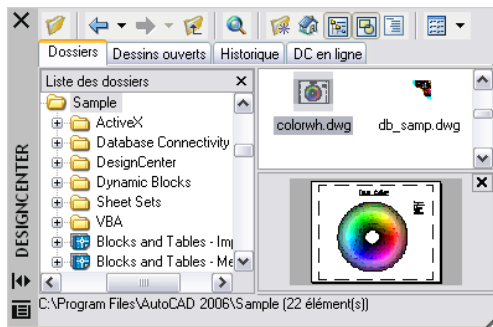 Dossiers Dessins ouverts Historique DC en ligne
Liste des dossiers
Sample
ActiveX
Database Connectivity
DesignCenter
Dynamic Blocks
Sheet Sets
VBA
Blocks and Tables - Im
Blocks and Tables - Me
colorwh.dwg db_samp.dwg
DESIGNCENTER
C:\Program Files\AutoCAD 2006\Sample (22 élément(s))